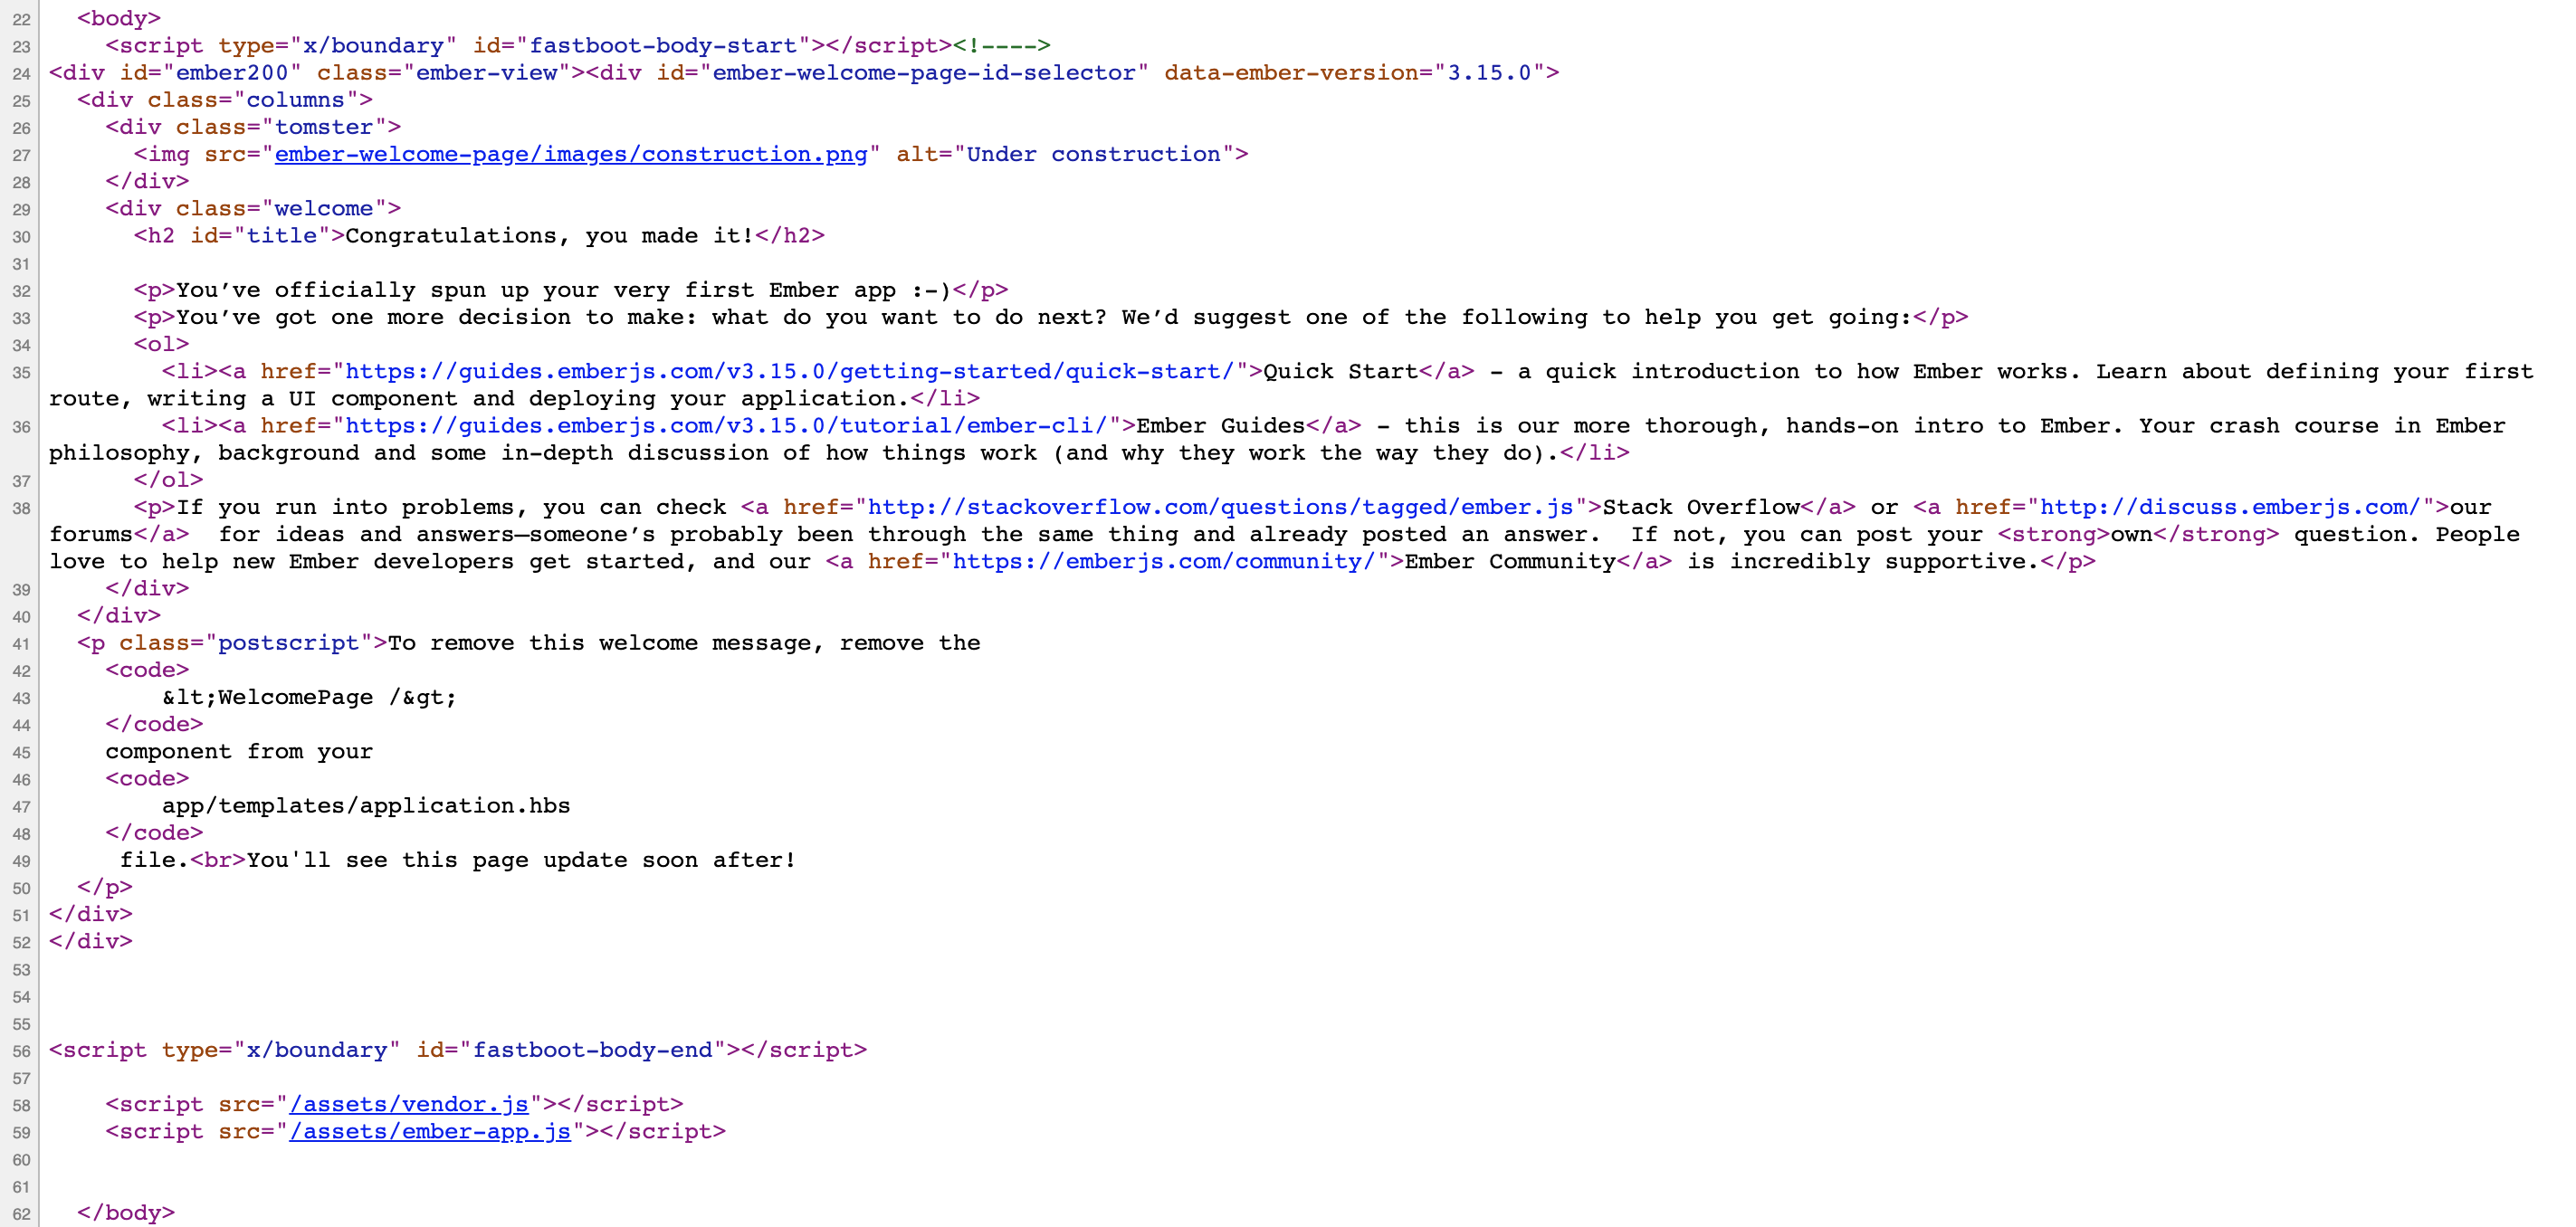 22 <body>
23 <script type="x/boundary" id="fastboot-body-start"></script><!---->
24 <div id="ember200" class="ember-view"><div id="ember-welcome-page-id-selector" data-ember-version="3.15.0">
25 <div class="columns">
26 <div class="tomster">
27 <img src="ember-welcome-page/images/construction.png" alt="Under construction">
28 </div>
29 <div class="welcome">
30 <h2 id="title">Congratulations, you made it!</h2>
31
32 <p>You’ve officially spun up your very first Ember app :-)</p>
33 <p>You’ve got one more decision to make: what do you want to do next? We’d suggest one of the following to help you get going:</p>
34 <ol>
35 <li><a href="https://guides.emberjs.com/v3.15.0/getting-started/quick-start/">Quick Start</a> - a quick introduction to how Ember works. Learn about defining your first
route, writing a UI component and deploying your application.</li>
36 <li><a href="https://guides.emberjs.com/v3.15.0/tutorial/ember-cli/">Ember Guides</a> - this is our more thorough, hands-on intro to Ember. Your crash course in Ember
philosophy, background and some in-depth discussion of how things work (and why they work the way they do).</li>
37 </ol>
38 <p>If you run into problems, you can check <a href="http://stackoverflow.com/questions/tagged/ember.js">Stack Overflow</a> or <a href="http://discuss.emberjs.com/">our
forums</a>  for ideas and answers—someone’s probably been through the same thing and already posted an answer.  If not, you can post your <strong>own</strong> question. People
love to help new Ember developers get started, and our <a href="https://emberjs.com/community/">Ember Community</a> is incredibly supportive.</p>
39 </div>
40 </div>
41 <p class="postscript">To remove this welcome message, remove the
42 <code>
43 &lt;WelcomePage /&gt;
44 </code>
45 component from your
46 <code>
47 app/templates/application.hbs
48 </code>
49 file.<br>You'll see this page update soon after!
50 </p>
51 </div>
52 </div>
53
54
55
56 <script type="x/boundary" id="fastboot-body-end"></script>
57
58 <script src="/assets/vendor.js"></script>
59 <script src="/assets/ember-app.js"></script>
60
61
62 </body>